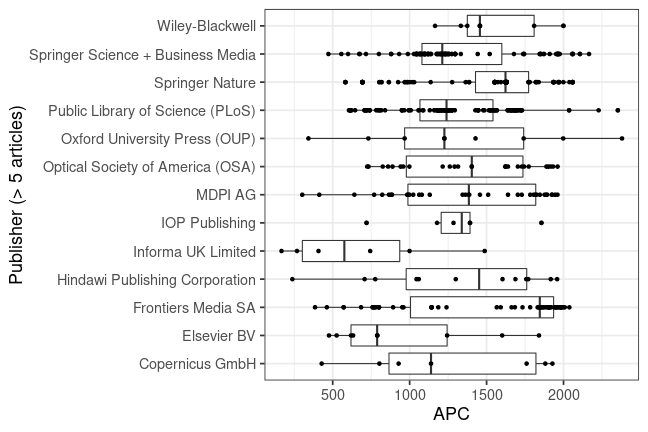 Publisher (> 5 articles)
Wiley-Blackwell
Springer Science + Business Media
Springer Nature
Public Library of Science (PLoS)
Oxford University Press (OUP)
Optical Society of America (OSA)
MDPI AG
IOP Publishing
Informa UK Limited
Hindawi Publishing Corporation
Frontiers Media SA
Elsevier BV
Copernicus GmbH
500 1000 1500 2000
APC